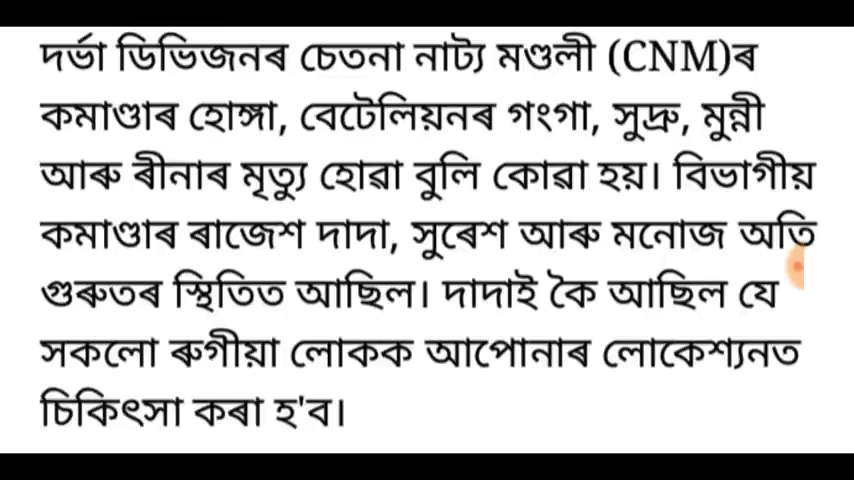 দৰ্ভা ডিভিজনৰ চেতনা নাট্য মণ্ডলী (CNM)ৰ
কমাণ্ডাৰ হোঙ্গা, বেটেলিয়নৰ গংগা, সুদ্ৰু, মুন্নী
আৰু ৰীনাৰ মৃত্যু হোৱা বুলি কোৱা হয়। বিভাগীয়
কমাণ্ডাৰ ৰাজেশ দাদা, সুৰেশ আৰু মনোজ অতি
গুৰুতৰ স্থিতিত আছিল। দাদাই কৈ আছিল যে
সকলো ৰুগীয়া লোকক আপোনাৰ লোকেশ্যনত
চিকিৎসা কৰা হ'ব।